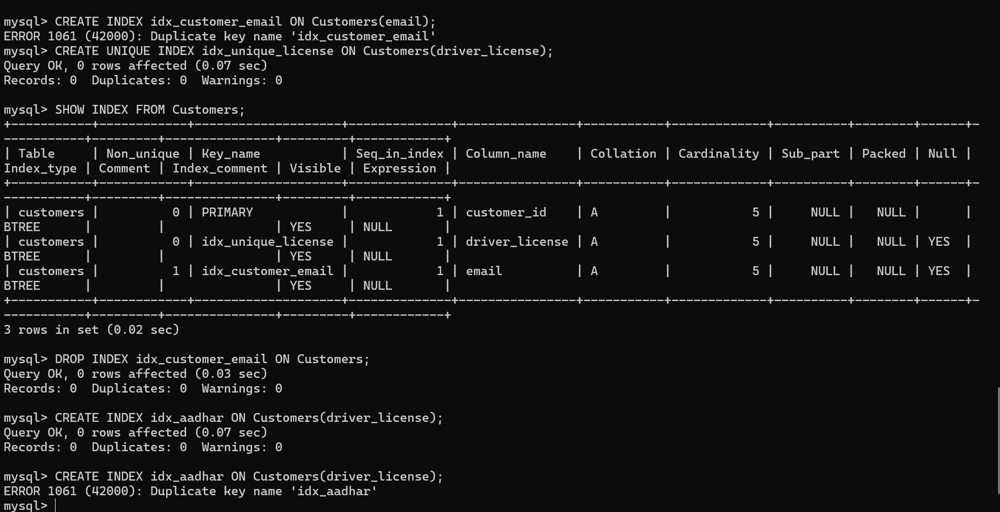 mysql> CREATE INDEX idx_customer_email ON Customers(email);
ERROR 1061 (42000): Duplicate key name 'idx_customer_email'
mysql> CREATE UNIQUE INDEX idx_unique_license ON Customers(driver_license);
Query OK, 0 rows affected (0.07 sec)
Records: 0  Duplicates: 0  Warnings: 0

mysql> SHOW INDEX FROM Customers;
+-----------+------------+--------------------+--------------+----------------+-----------+-------------+----------+--------+------+-
-----------+---------+---------------+---------+------------+
| Table     | Non_unique | Key_name           | Seq_in_index | Column_name    | Collation | Cardinality | Sub_part | Packed | Null |
Index_type | Comment | Index_comment | Visible | Expression |
+-----------+------------+--------------------+--------------+----------------+-----------+-------------+----------+--------+------+-
-----------+---------+---------------+---------+------------+
| customers |          0 | PRIMARY            |            1 | customer_id    | A         |           5 |     NULL |   NULL |      |
BTREE      |         |               | YES     | NULL       |
| customers |          0 | idx_unique_license |            1 | driver_license | A         |           5 |     NULL |   NULL | YES  |
BTREE      |         |               | YES     | NULL       |
| customers |          1 | idx_customer_email |            1 | email          | A         |           5 |     NULL |   NULL | YES  |
BTREE      |         |               | YES     | NULL       |
+-----------+------------+--------------------+--------------+----------------+-----------+-------------+----------+--------+------+-
-----------+---------+---------------+---------+------------+
3 rows in set (0.02 sec)

mysql> DROP INDEX idx_customer_email ON Customers;
Query OK, 0 rows affected (0.03 sec)
Records: 0  Duplicates: 0  Warnings: 0

mysql> CREATE INDEX idx_aadhar ON Customers(driver_license);
Query OK, 0 rows affected (0.07 sec)
Records: 0  Duplicates: 0  Warnings: 0

mysql> CREATE INDEX idx_aadhar ON Customers(driver_license);
ERROR 1061 (42000): Duplicate key name 'idx_aadhar'
mysql>